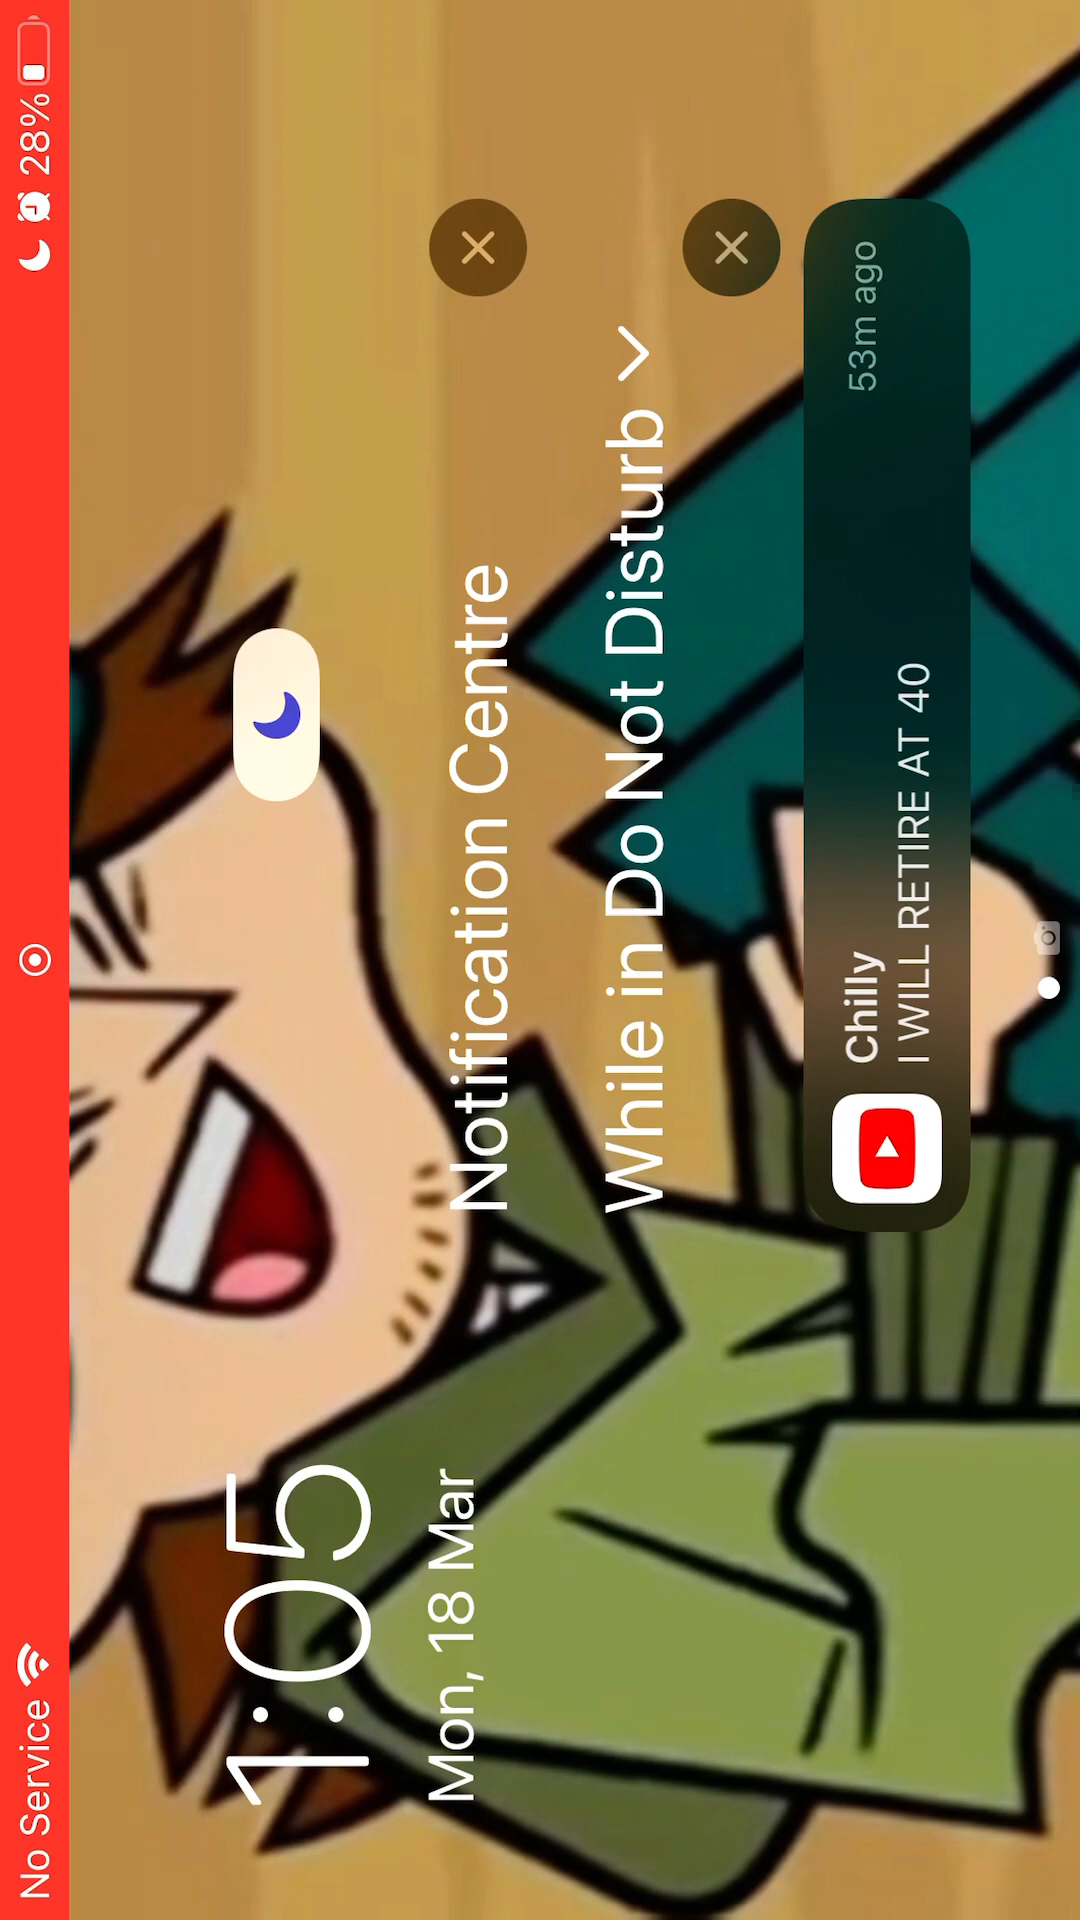 No Service
28%
1:05
Mon, 18 Mar
Notification Centre
While in Do Not Disturb
Chilly
53m ago
I WILL RETIRE AT 40